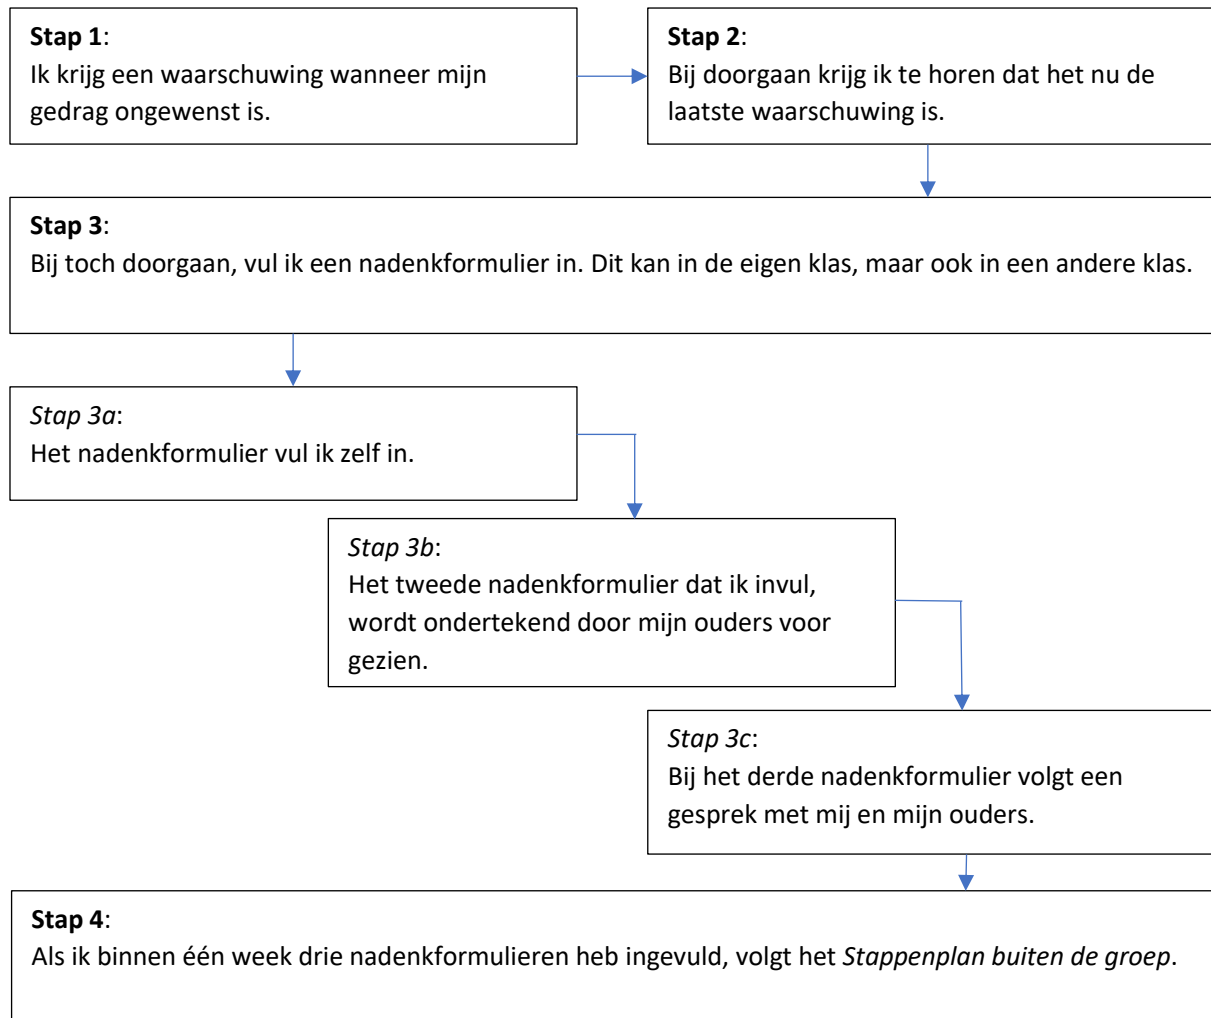 Stap 1:
Ik krijg een waarschuwing wanneer mijn
gedrag ongewenst is.
Stap 2:
Bij doorgaan krijg ik te horen dat het nu de
laatste waarschuwing is.
Stap 3:
Bij toch doorgaan, vul ik een nadenkformulier in. Dit kan in de eigen klas, maar ook in een andere klas.
Stap 3a:
Het nadenkformulier vul ik zelf in.
Stap 3b:
Het tweede nadenkformulier dat ik invul,
wordt ondertekend door mijn ouders voor
gezien.
Stap 3c:
Bij het derde nadenkformulier volgt een
gesprek met mij en mijn ouders.
Stap 4:
Als ik binnen één week drie nadenkformulieren heb ingevuld, volgt het Stappenplan buiten de groep.